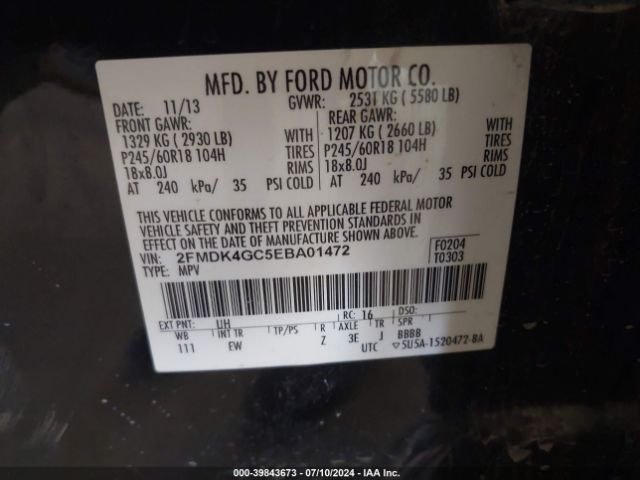 MFD. BY FORD MOTOR CO.
DATE: 11/13 GVWR: 2531 KG ( 5580 LB)
FRONT GAWR: REAR GAWR:
1329 KG ( 2930 LB) WITH 1207 KG ( 2660 LB) WITH
P245/60R18 104H TIRES P245/60R18 104H TIRES
18x8.0J RIMS 18x8.0J RIMS
AT 240 kPa/ 35 PSI COLD AT 240 kPa/ 35 PSI COLD
THIS VEHICLE CONFORMS TO ALL APPLICABLE FEDERAL MOTOR
VEHICLE SAFETY AND THEFT PREVENTION STANDARDS IN
EFFECT ON THE DATE OF MANUFACTURE SHOWN ABOVE.
VIN: 2FMDK4GC5EBA01472 F0204
TYPE: MPV T0303
EXT PNT: UH RC: 16 DSO:
WB INT TR TP/PS R AXLE TR SPR
111 EW Z 3E J BBBB
UTC ▽5U5A-1520472-BA
000-39843673 / 07/10/2024 - IAA Inc.